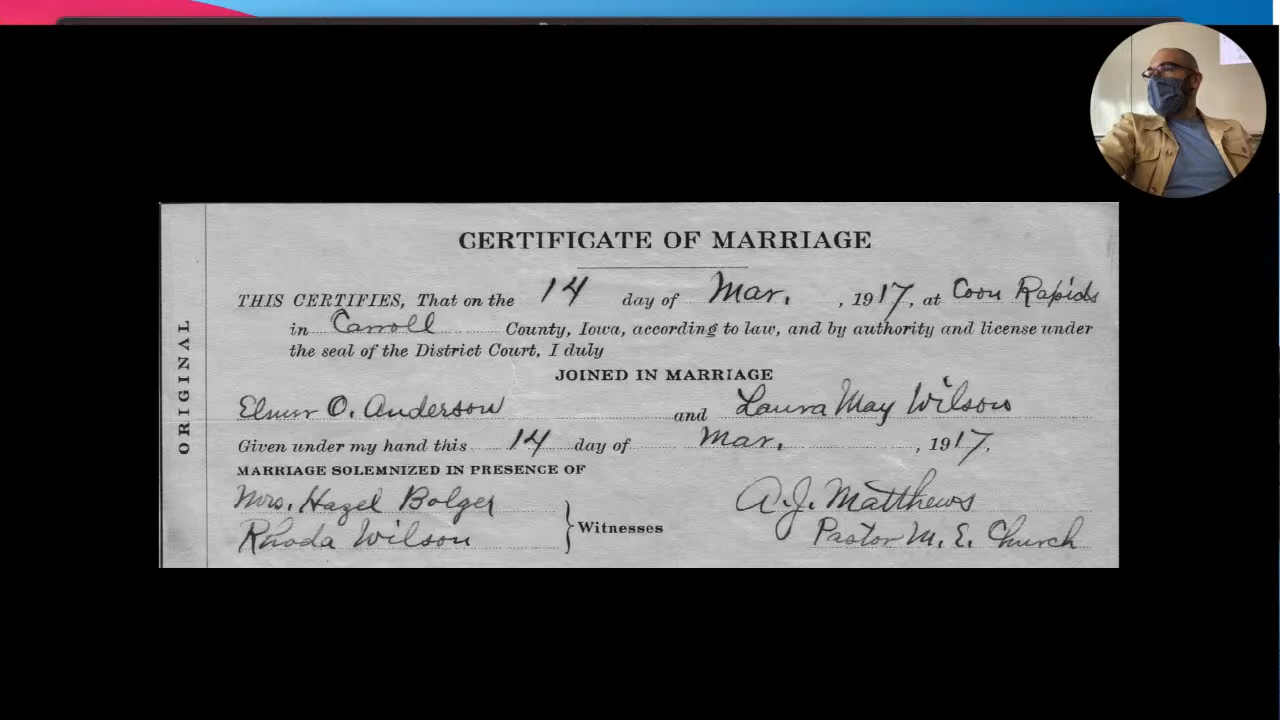 CERTIFICATE OF MARRIAGE
THIS CERTIFIES, That on the 14 day of Mar. , 1917, at Coon Rapids
in Carroll County, Iowa, according to law, and by authority and license under
the seal of the District Court, I duly
JOINED IN MARRIAGE
Elmer O. Anderson and Laura May Wilson
Given under my hand this 14 day of Mar. , 1917.
MARRIAGE SOLEMNIZED IN PRESENCE OF
Mrs. Hazel Bolger
Rhoda Wilson
Witnesses
A. J. Matthews
Pastor M. E. Church
ORIGINAL